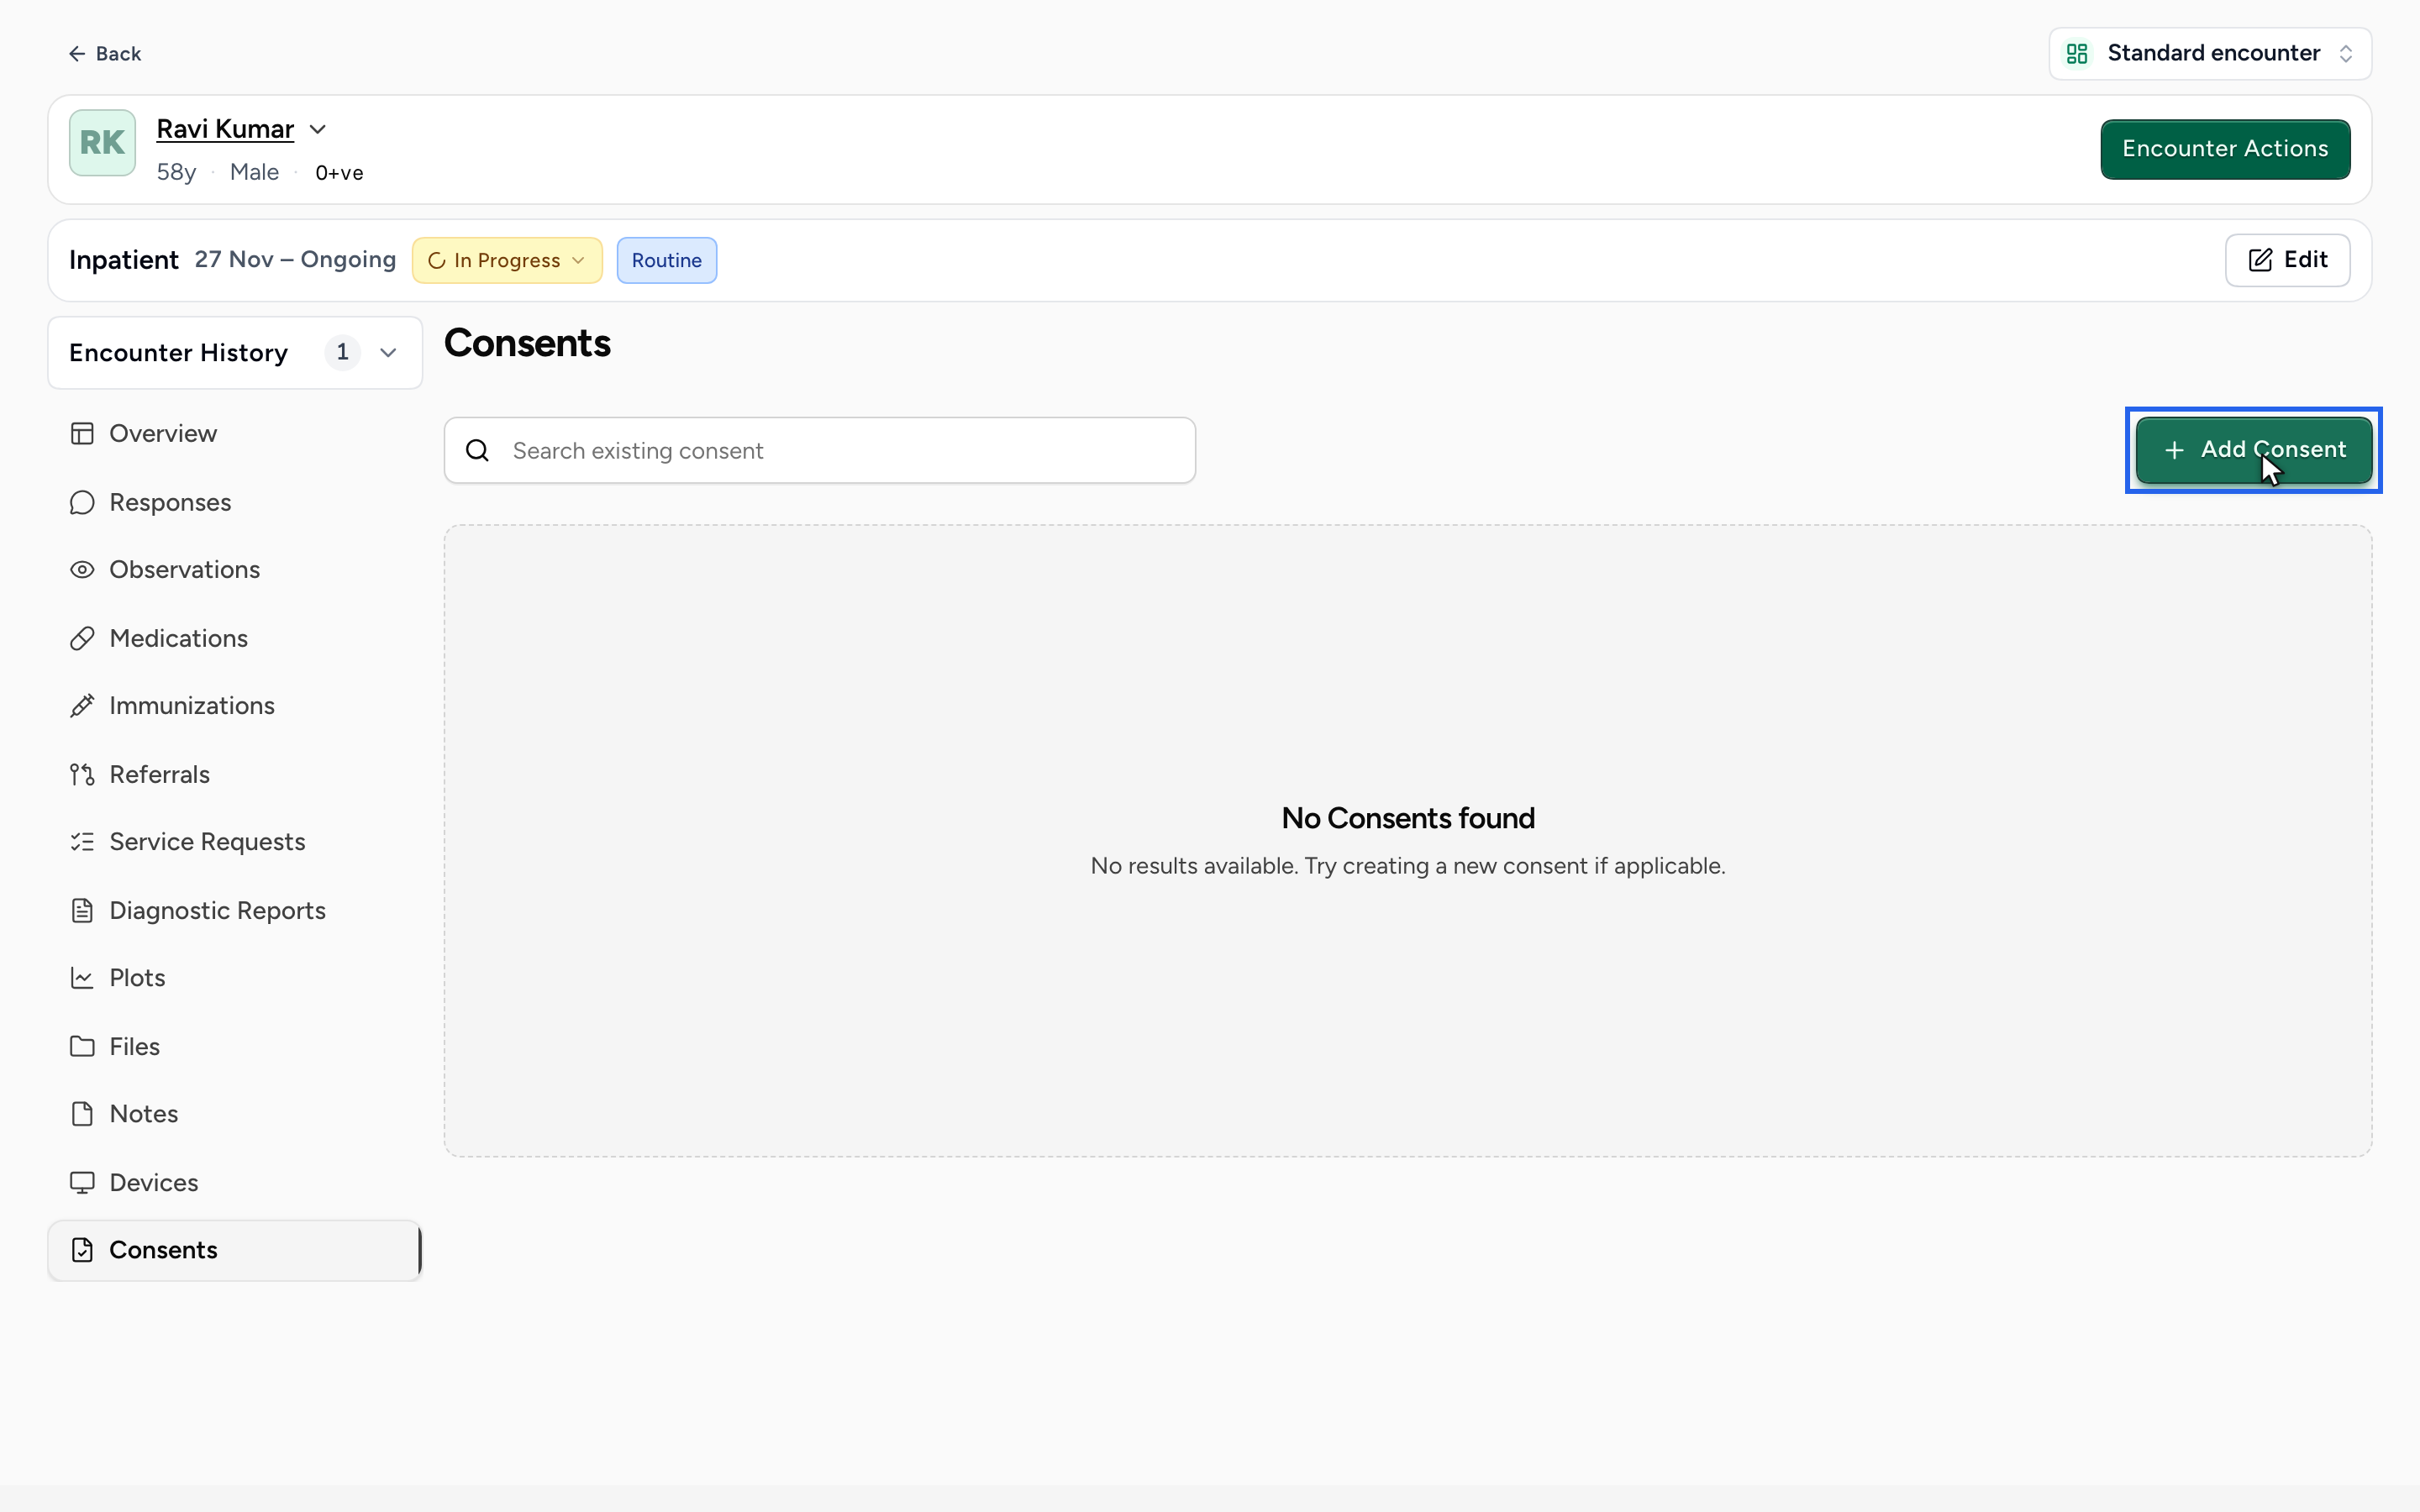 Back
Standard encounter
RK
Ravi Kumar
58y · Male · 0+ve
Encounter Actions
Inpatient 27 Nov – Ongoing In Progress Routine
Edit
Encounter History 1
Consents
Overview
Search existing consent
+ Add Consent
Responses
Observations
Medications
Immunizations
Referrals
No Consents found
Service Requests
No results available. Try creating a new consent if applicable.
Diagnostic Reports
Plots
Files
Notes
Devices
Consents